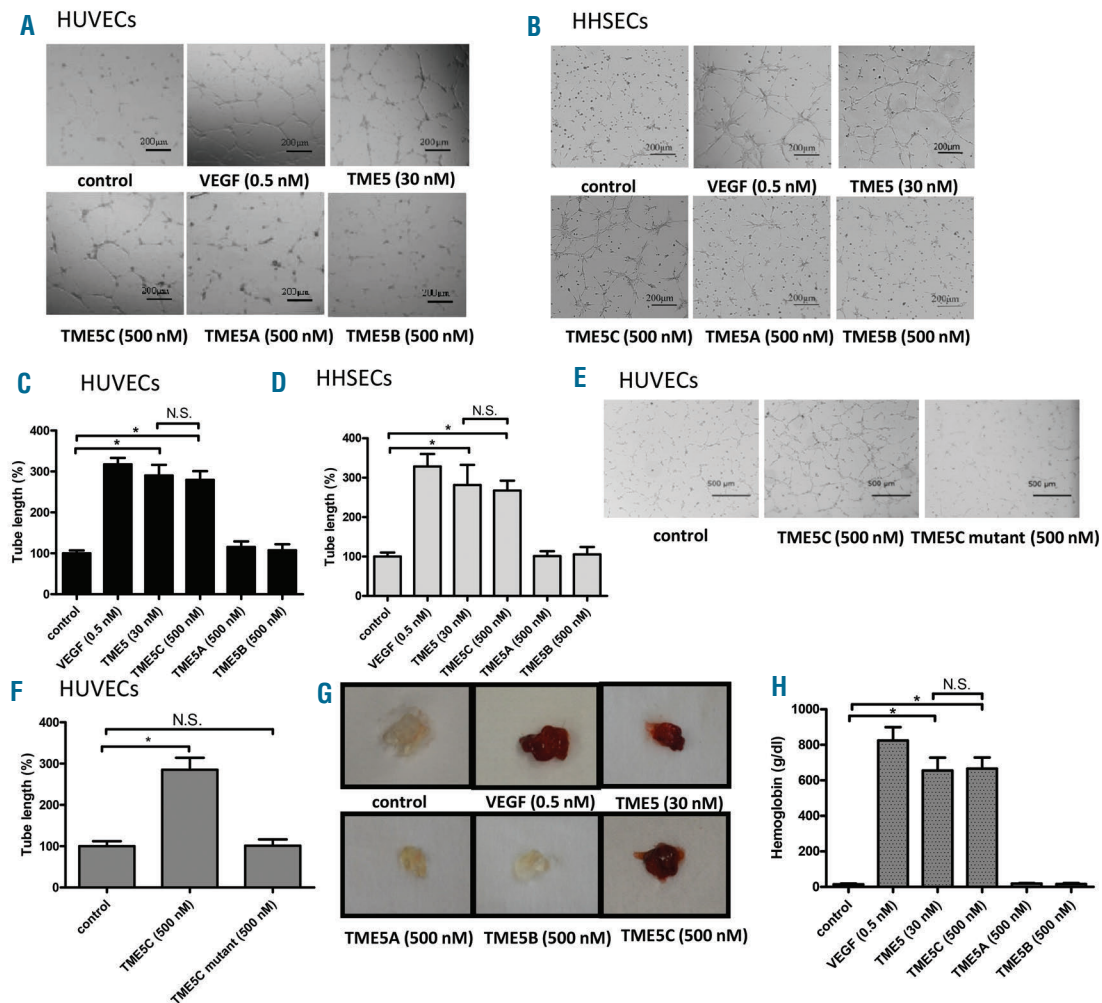 A HUVECs
200μm 200μm 200μm
control VEGF (0.5 nM) TME5 (30 nM)
200μm 200μm 200μm
TME5C (500 nM) TME5A (500 nM) TME5B (500 nM)
B HHSECs
200μm 200μm 200μm
control VEGF (0.5 nM) TME5 (30 nM)
200μm 200μm 200μm
TME5C (500 nM) TME5A (500 nM) TME5B (500 nM)
C HUVECs
N.S.
*
*
Tube length (%)
400
300
200
100
0
control
VEGF (0.5 nM)
TME5 (30 nM)
TME5C (500 nM)
TME5A (500 nM)
TME5B (500 nM)
D HHSECs
N.S.
*
*
Tube length (%)
400
300
200
100
0
control
VEGF (0.5 nM)
TME5 (30 nM)
TME5C (500 nM)
TME5A (500 nM)
TME5B (500 nM)
E HUVECs
500 μm 500 μm 500 μm
control TME5C (500 nM) TME5C mutant (500 nM)
F HUVECs
N.S.
*
Tube length (%)
400
300
200
100
0
control
TME5C (500 nM)
TME5C mutant (500 nM)
G
control VEGF (0.5 nM) TME5 (30 nM)
TME5A (500 nM) TME5B (500 nM) TME5C (500 nM)
H
N.S.
*
*
Hemoglobin (g/dl)
1000
800
600
400
200
0
control
VEGF (0.5 nM)
TME5 (30 nM)
TME5C (500 nM)
TME5A (500 nM)
TME5B (500 nM)